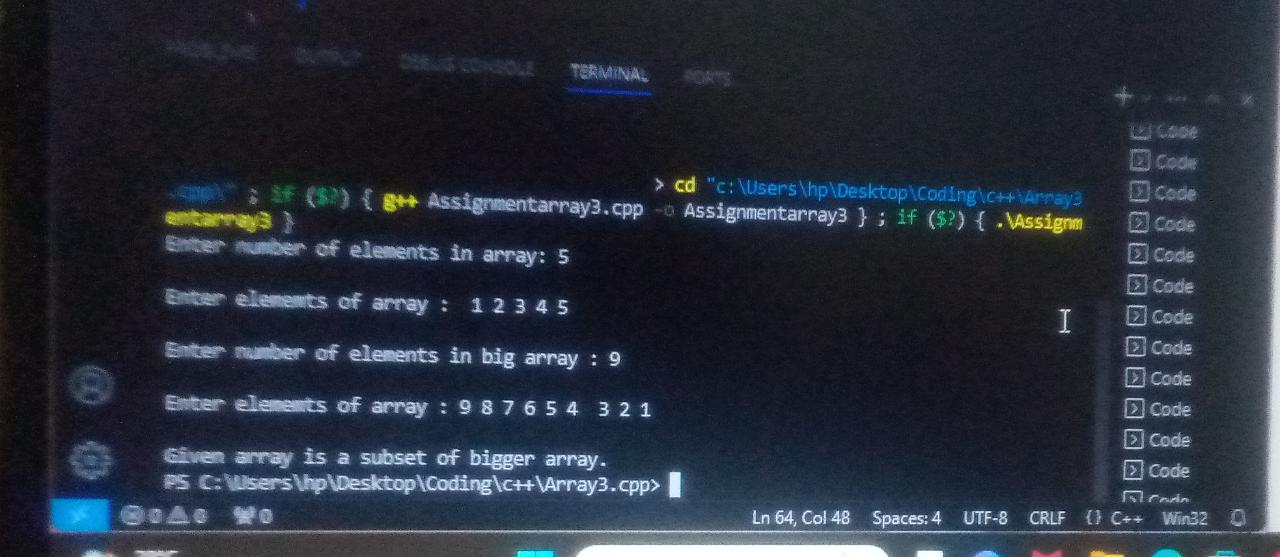 PROBLEMS OUTPUT DEBUG CONSOLE TERMINAL PORTS
> cd "c:\Users\hp\Desktop\Coding\c++\Array3
.cpp\" ; if ($?) { g++ Assignmentarray3.cpp -o Assignmentarray3 } ; if ($?) { .\Assignm
entarray3 }
Enter number of elements in array: 5
Enter elements of array : 1 2 3 4 5
Enter number of elements in big array : 9
Enter elements of array : 9 8 7 6 5 4 3 2 1
Given array is a subset of bigger array.
PS C:\Users\hp\Desktop\Coding\c++\Array3.cpp>
Code
Code
Code
Code
Code
Code
Code
Code
Code
Code
Code
Code
Code
0 0 0 Ln 64, Col 48 Spaces: 4 UTF-8 CRLF {} C++ Win32